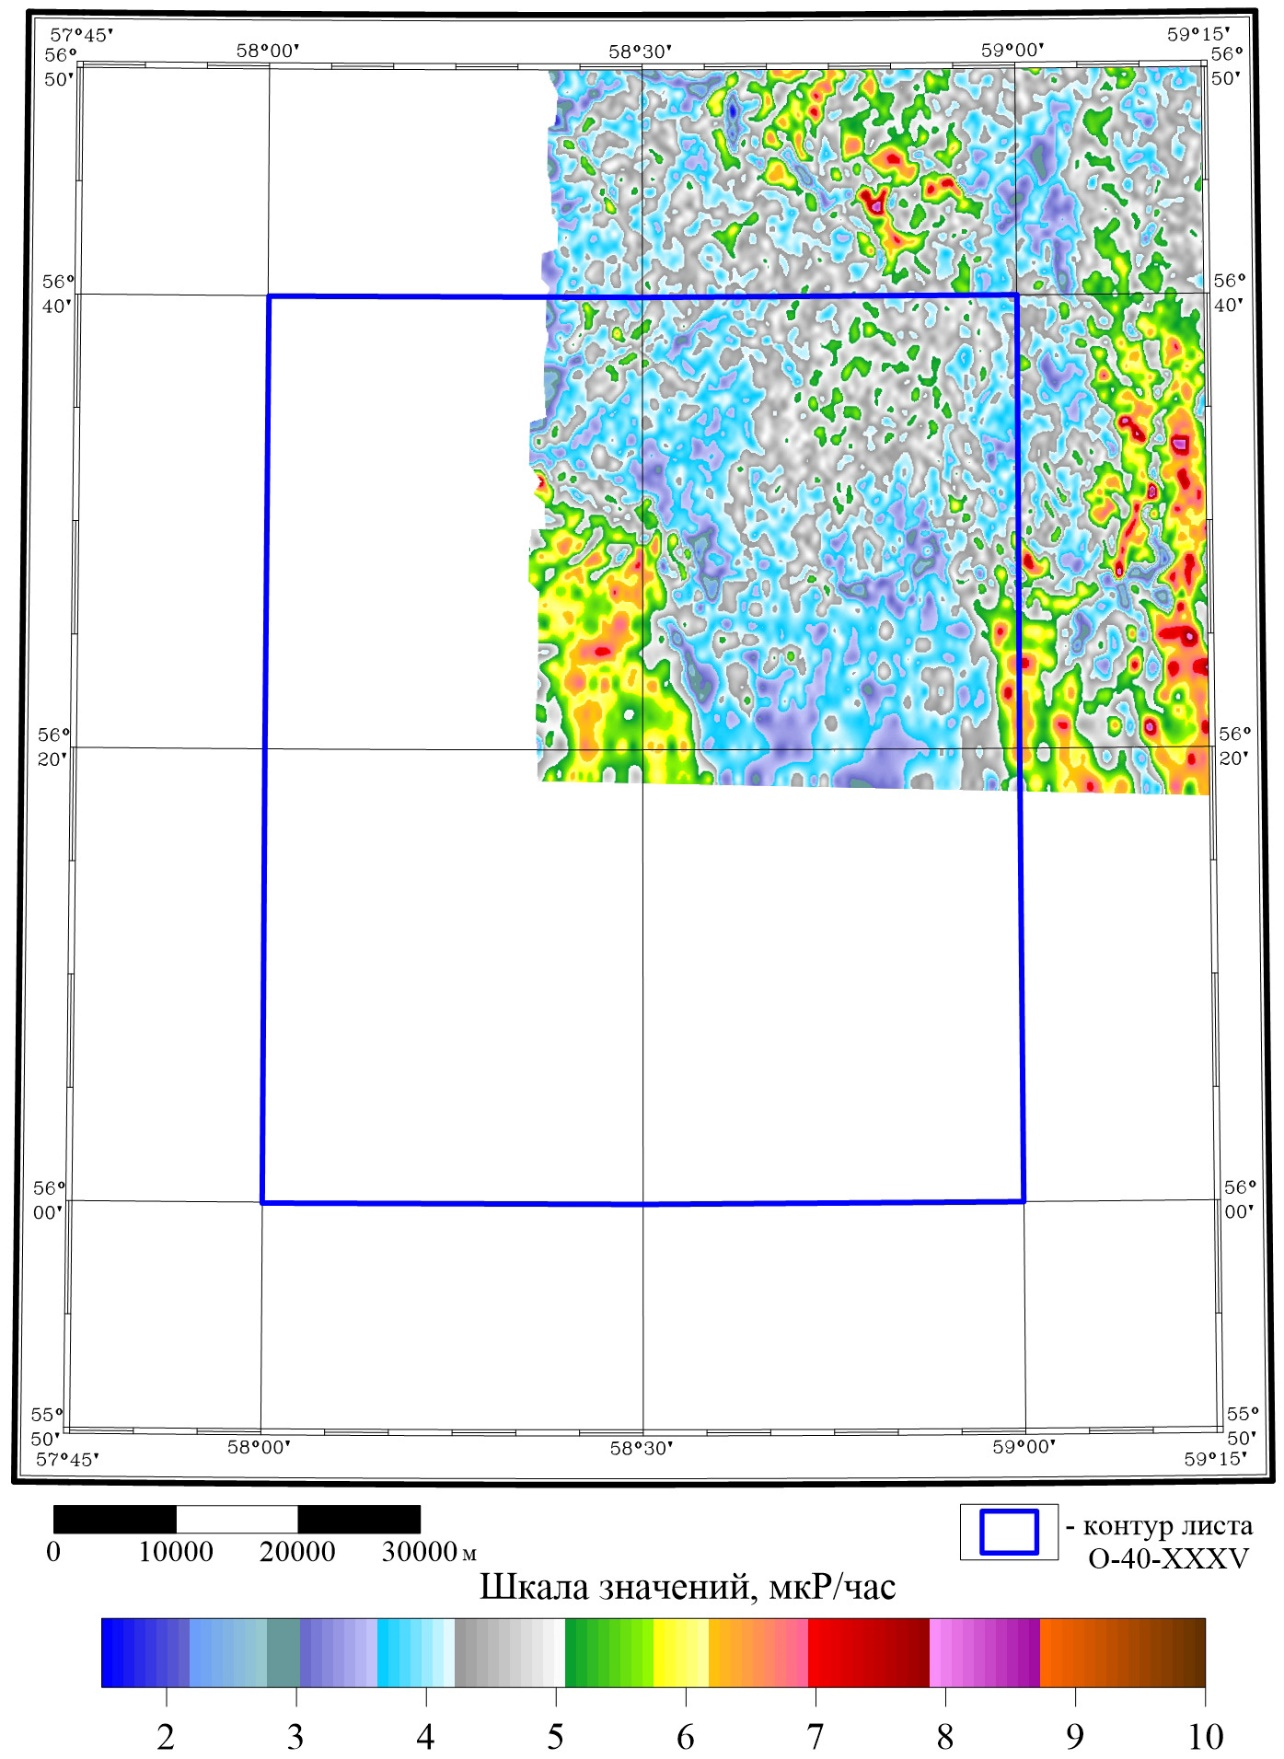 57°45' 58°00' 58°30' 59°00' 59°15'
56° 50' 56° 50'
56° 40' 56° 40'
56° 20' 56° 20'
56° 00' 56° 00'
55° 50' 55° 50'
57°45' 58°00' 58°30' 59°00' 59°15'
0 10000 20000 30000 м
- контур листа
О-40-XXXV
Шкала значений, мкР/час
2 3 4 5 6 7 8 9 10